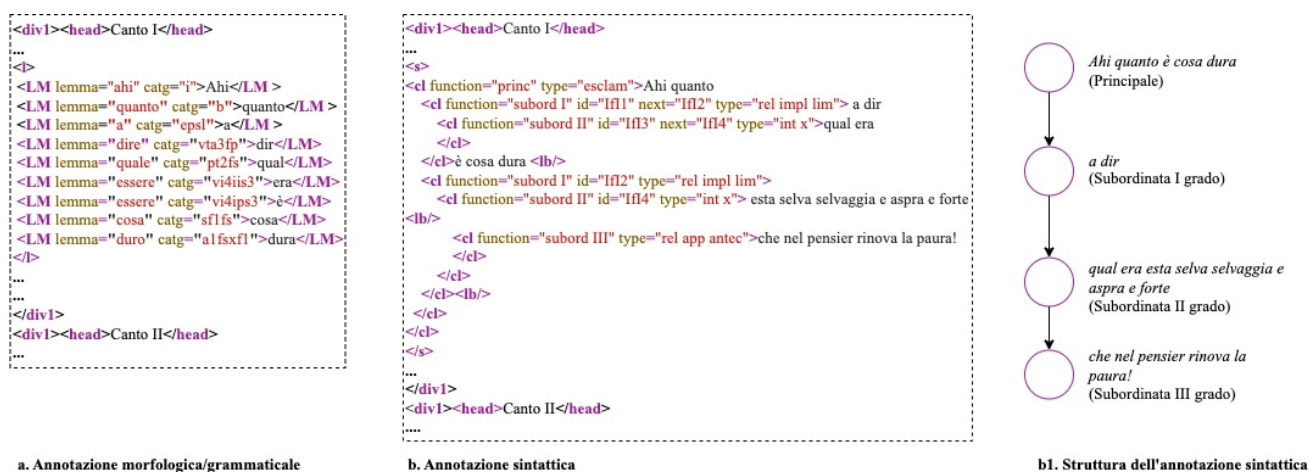 <div1><head>Canto I</head>
...
<l>
<LM lemma="ahi" catg="i">Ahi</LM >
<LM lemma="quanto" catg="b">quanto</LM >
<LM lemma="a" catg="epsl">a</LM >
<LM lemma="dire" catg="vta3fp">dir</LM>
<LM lemma="quale" catg="pt2fs">qual</LM>
<LM lemma="essere" catg="vi4iis3">era</LM>
<LM lemma="essere" catg="vi4ips3">è</LM>
<LM lemma="cosa" catg="sf1fs">cosa</LM>
<LM lemma="duro" catg="a1fsxf1">dura</LM>
</l>
...
...
</div1>
<div1><head>Canto II</head>
...
a. Annotazione morfologica/grammaticale
<div1><head>Canto I</head>
...
<s>
<cl function="princ" type="esclam">Ahi quanto
<cl function="subord I" id="IfI1" next="IfI2" type="rel impl lim"> a dir
<cl function="subord II" id="IfI3" next="IfI4" type="int x">qual era
</cl>
</cl>è cosa dura <lb/>
<cl function="subord I" id="IfI2" type="rel impl lim">
<cl function="subord II" id="IfI4" type="int x"> esta selva selvaggia e aspra e forte
<lb/>
<cl function="subord III" type="rel app antec">che nel pensier rinova la paura!
</cl>
</cl>
</cl><lb/>
</cl>
</cl>
</s>
...
</div1>
<div1><head>Canto II</head>
....
b. Annotazione sintattica
Ahi quanto è cosa dura
(Principale)
a dir
(Subordinata I grado)
qual era esta selva selvaggia e
aspra e forte
(Subordinata II grado)
che nel pensier rinova la
paura!
(Subordinata III grado)
b1. Struttura dell'annotazione sintattica